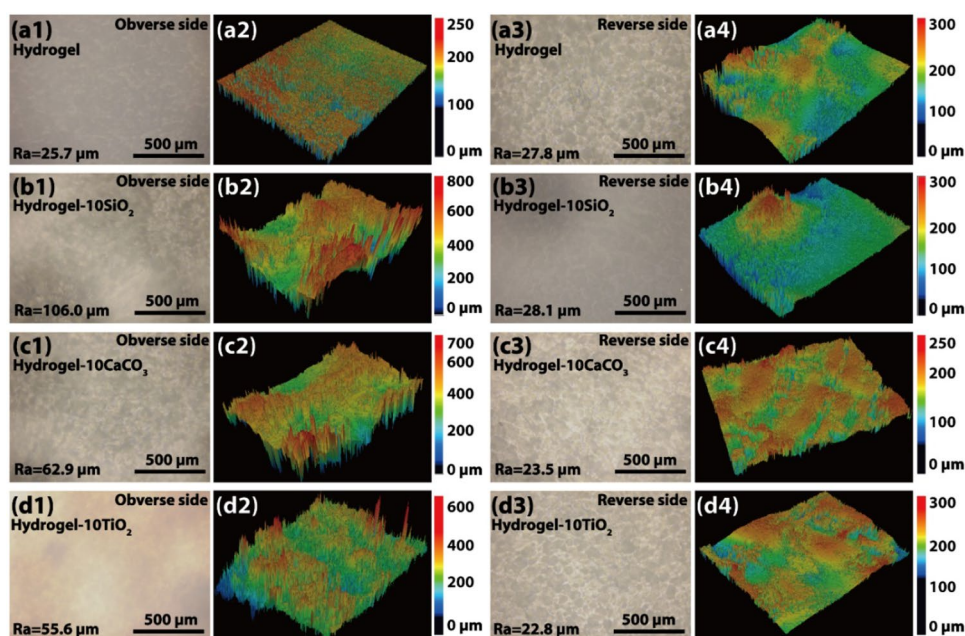 (a1) Obverse side
Hydrogel
Ra=25.7 µm 500 µm
(a2)
250
200
100
0 µm
(a3) Reverse side
Hydrogel
Ra=27.8 µm 500 µm
(a4)
300
200
100
0 µm
(b1) Obverse side
Hydrogel-10SiO₂
Ra=106.0 µm 500 µm
(b2)
800
600
400
200
0 µm
(b3) Reverse side
Hydrogel-10SiO₂
Ra=28.1 µm 500 µm
(b4)
300
200
100
0 µm
(c1) Obverse side
Hydrogel-10CaCO₃
Ra=62.9 µm 500 µm
(c2)
700
600
400
200
0 µm
(c3) Reverse side
Hydrogel-10CaCO₃
Ra=23.5 µm 500 µm
(c4)
250
200
100
0 µm
(d1) Obverse side
Hydrogel-10TiO₂
Ra=55.6 µm 500 µm
(d2)
600
400
200
0 µm
(d3) Reverse side
Hydrogel-10TiO₂
Ra=22.8 µm 500 µm
(d4)
300
200
100
0 µm